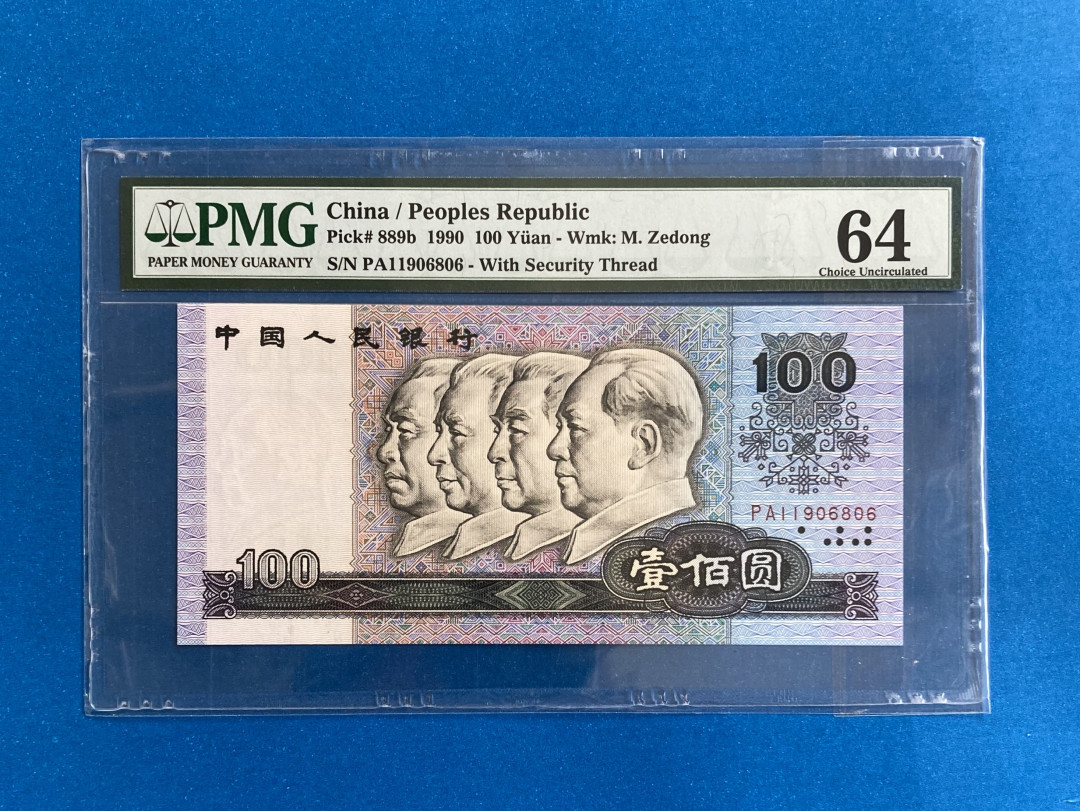 PMG
PAPER MONEY GUARANTY
China / Peoples Republic
Pick# 889b 1990 100 Yüan - Wmk: M. Zedong
S/N PA11906806 - With Security Thread
64
Choice Uncirculated
中国人民银行
100
PA11906806
100
壹佰圆